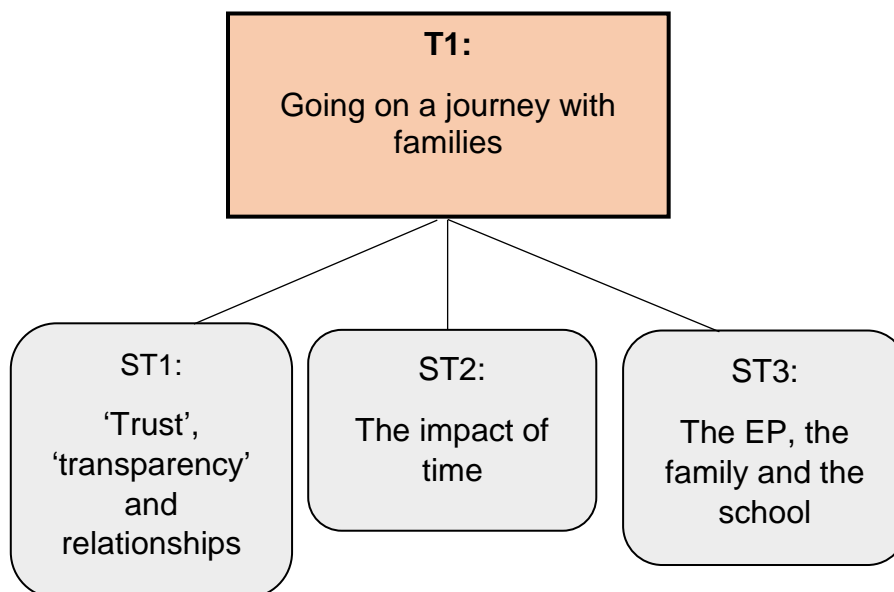 T1:
Going on a journey with
families
ST1:
‘Trust’,
‘transparency’
and
relationships
ST2:
The impact of
time
ST3:
The EP, the
family and the
school